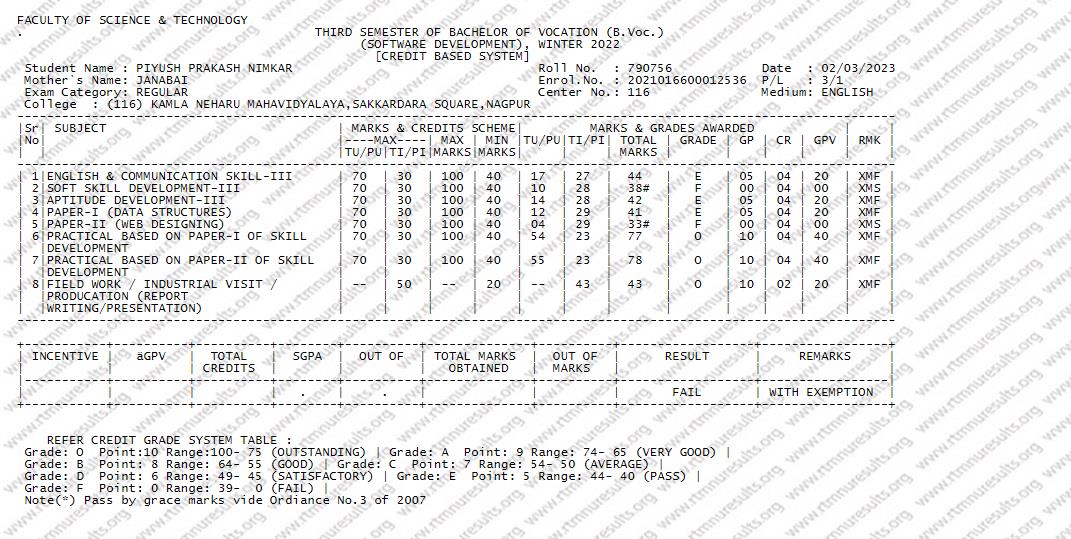 FACULTY OF SCIENCE & TECHNOLOGY
. THIRD SEMESTER OF BACHELOR OF VOCATION (B.Voc.)
(SOFTWARE DEVELOPMENT), WINTER 2022
[CREDIT BASED SYSTEM]
Student Name : PIYUSH PRAKASH NIMKAR Roll No. : 790756 Date : 02/03/2023
Mother`s Name: JANABAI Enrol.No. : 2021016600012536 P/L : 3/1
Exam Category: REGULAR Center No.: 116 Medium: ENGLISH
College : (116) KAMLA NEHARU MAHAVIDYALAYA,SAKKARDARA SQUARE,NAGPUR
|Sr| SUBJECT | MARKS & CREDITS SCHEME| MARKS & GRADES AWARDED | |
|No| |----MAX----| MAX | MIN |TU/PU|TI/PI| TOTAL | GRADE | GP | CR | GPV | RMK |
| | |TU/PU|TI/PI|MARKS|MARKS| | | MARKS | | | | | |
| 1|ENGLISH & COMMUNICATION SKILL-III | 70 | 30 | 100 | 40 | 17 | 27 | 44 | E | 05 | 04 | 20 | XMF |
| 2|SOFT SKILL DEVELOPMENT-III | 70 | 30 | 100 | 40 | 10 | 28 | 38# | F | 00 | 04 | 00 | XMS |
| 3|APTITUDE DEVELOPMENT-III | 70 | 30 | 100 | 40 | 14 | 28 | 42 | E | 05 | 04 | 20 | XMF |
| 4|PAPER-I (DATA STRUCTURES) | 70 | 30 | 100 | 40 | 12 | 29 | 41 | E | 05 | 04 | 20 | XMF |
| 5|PAPER-II (WEB DESIGNING) | 70 | 30 | 100 | 40 | 04 | 29 | 33# | F | 00 | 04 | 00 | XMS |
| 6|PRACTICAL BASED ON PAPER-I OF SKILL | 70 | 30 | 100 | 40 | 54 | 23 | 77 | O | 10 | 04 | 40 | XMF |
| |DEVELOPMENT
| 7|PRACTICAL BASED ON PAPER-II OF SKILL | 70 | 30 | 100 | 40 | 55 | 23 | 78 | O | 10 | 04 | 40 | XMF |
| |DEVELOPMENT
| 8|FIELD WORK / INDUSTRIAL VISIT / | -- | 50 | -- | 20 | -- | 43 | 43 | O | 10 | 02 | 20 | XMF |
| |PRODUCATION (REPORT
| |WRITING/PRESENTATION)
| INCENTIVE | äGPV | TOTAL | SGPA | OUT OF | TOTAL MARKS | OUT OF | RESULT | REMARKS |
| | | CREDITS | | | OBTAINED | MARKS | | |
| | | | . | . | | | FAIL | WITH EXEMPTION |
REFER CREDIT GRADE SYSTEM TABLE :
Grade: O Point:10 Range:100- 75 (OUTSTANDING) | Grade: A Point: 9 Range: 74- 65 (VERY GOOD) |
Grade: B Point: 8 Range: 64- 55 (GOOD) | Grade: C Point: 7 Range: 54- 50 (AVERAGE) |
Grade: D Point: 6 Range: 49- 45 (SATISFACTORY) | Grade: E Point: 5 Range: 44- 40 (PASS) |
Grade: F Point: 0 Range: 39- 0 (FAIL) |
Note(*) Pass by grace marks vide Ordiance No.3 of 2007
www.rtmnuresults.org